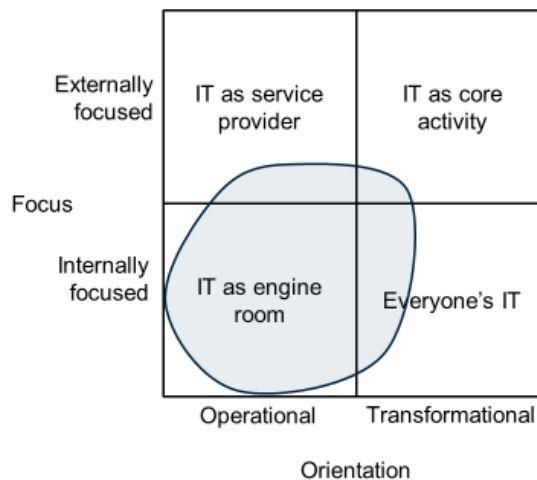 Externally
focused
IT as service
provider
IT as core
activity
Focus
Internally
focused
IT as engine
room
Everyone's IT
Operational
Transformational
Orientation